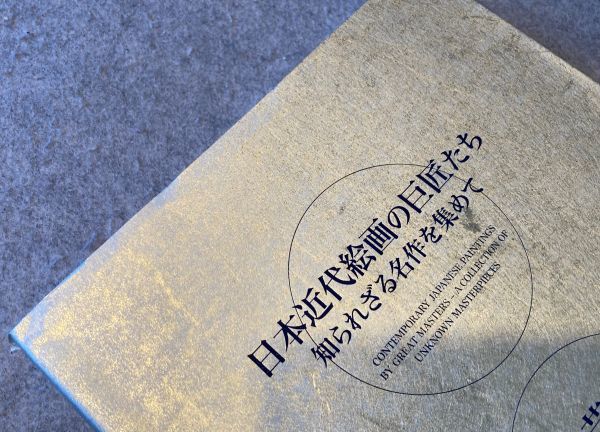 日本近代絵画の巨匠たち
知られざる名作を集めて
CONTEMPORARY JAPANESE PAINTINGS
BY GREAT MASTERS – A COLLECTION OF
UNKNOWN MASTERPIECES